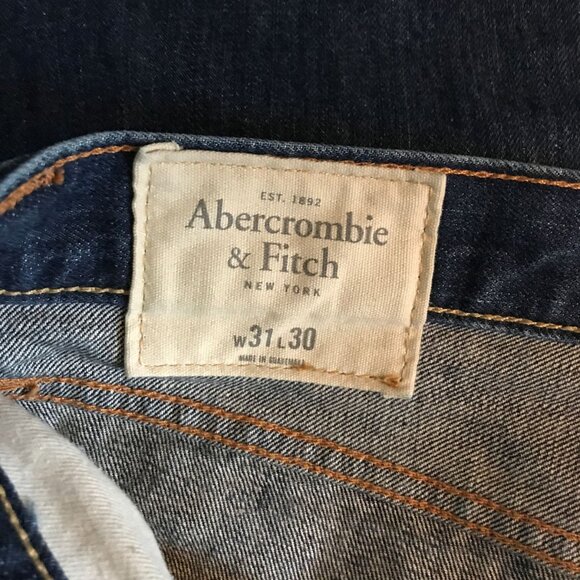 EST. 1892
Abercrombie
& Fitch
NEW YORK
W31 L30
MADE IN GUATEMALA